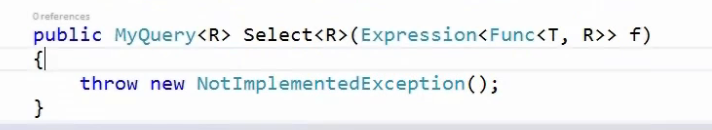 0 references
public MyQuery<R> Select<R>(Expression<Func<T, R>> f)
{
throw new NotImplementedException();
}